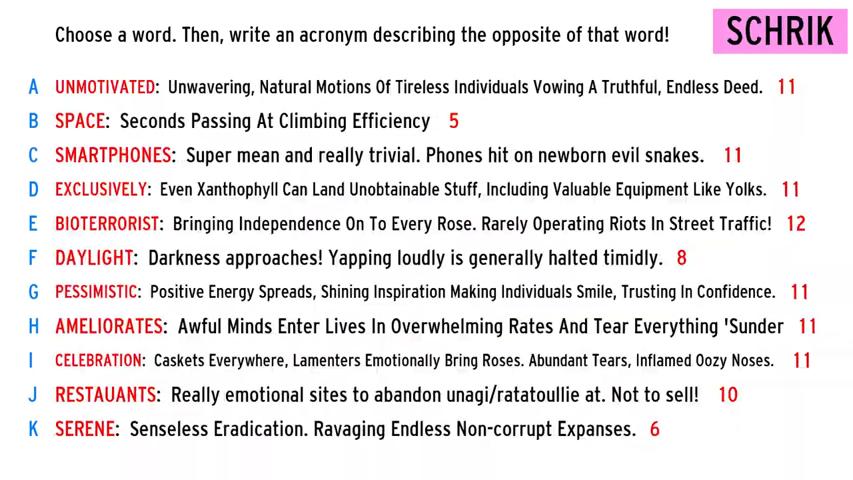 Choose a word. Then, write an acronym describing the opposite of that word!
SCHRIK
A UNMOTIVATED: Unwavering, Natural Motions Of Tireless Individuals Vowing A Truthful, Endless Deed. 11
B SPACE: Seconds Passing At Climbing Efficiency 5
C SMARTPHONES: Super mean and really trivial. Phones hit on newborn evil snakes. 11
D EXCLUSIVELY: Even Xanthophyll Can Land Unobtainable Stuff, Including Valuable Equipment Like Yolks. 11
E BIOTERRORIST: Bringing Independence On To Every Rose. Rarely Operating Riots In Street Traffic! 12
F DAYLIGHT: Darkness approaches! Yapping loudly is generally halted timidly. 8
G PESSIMISTIC: Positive Energy Spreads, Shining Inspiration Making Individuals Smile, Trusting In Confidence. 11
H AMELIORATES: Awful Minds Enter Lives In Overwhelming Rates And Tear Everything 'Sunder 11
I CELEBRATION: Caskets Everywhere, Lamenters Emotionally Bring Roses. Abundant Tears, Inflamed Oozy Noses. 11
J RESTAUANTS: Really emotional sites to abandon unagi/ratatoullie at. Not to sell! 10
K SERENE: Senseless Eradication. Ravaging Endless Non-corrupt Expanses. 6